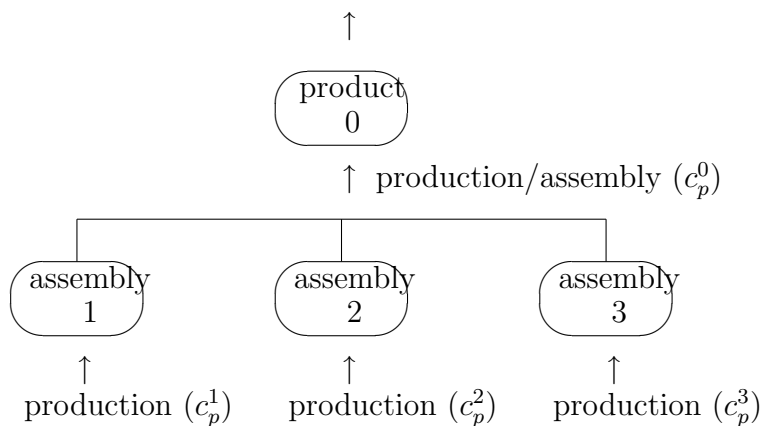 ↑
product
0
↑ production/assembly ($c_p^0$)
assembly assembly assembly
1 2 3
↑ ↑ ↑
production ($c_p^1$) production ($c_p^2$) production ($c_p^3$)